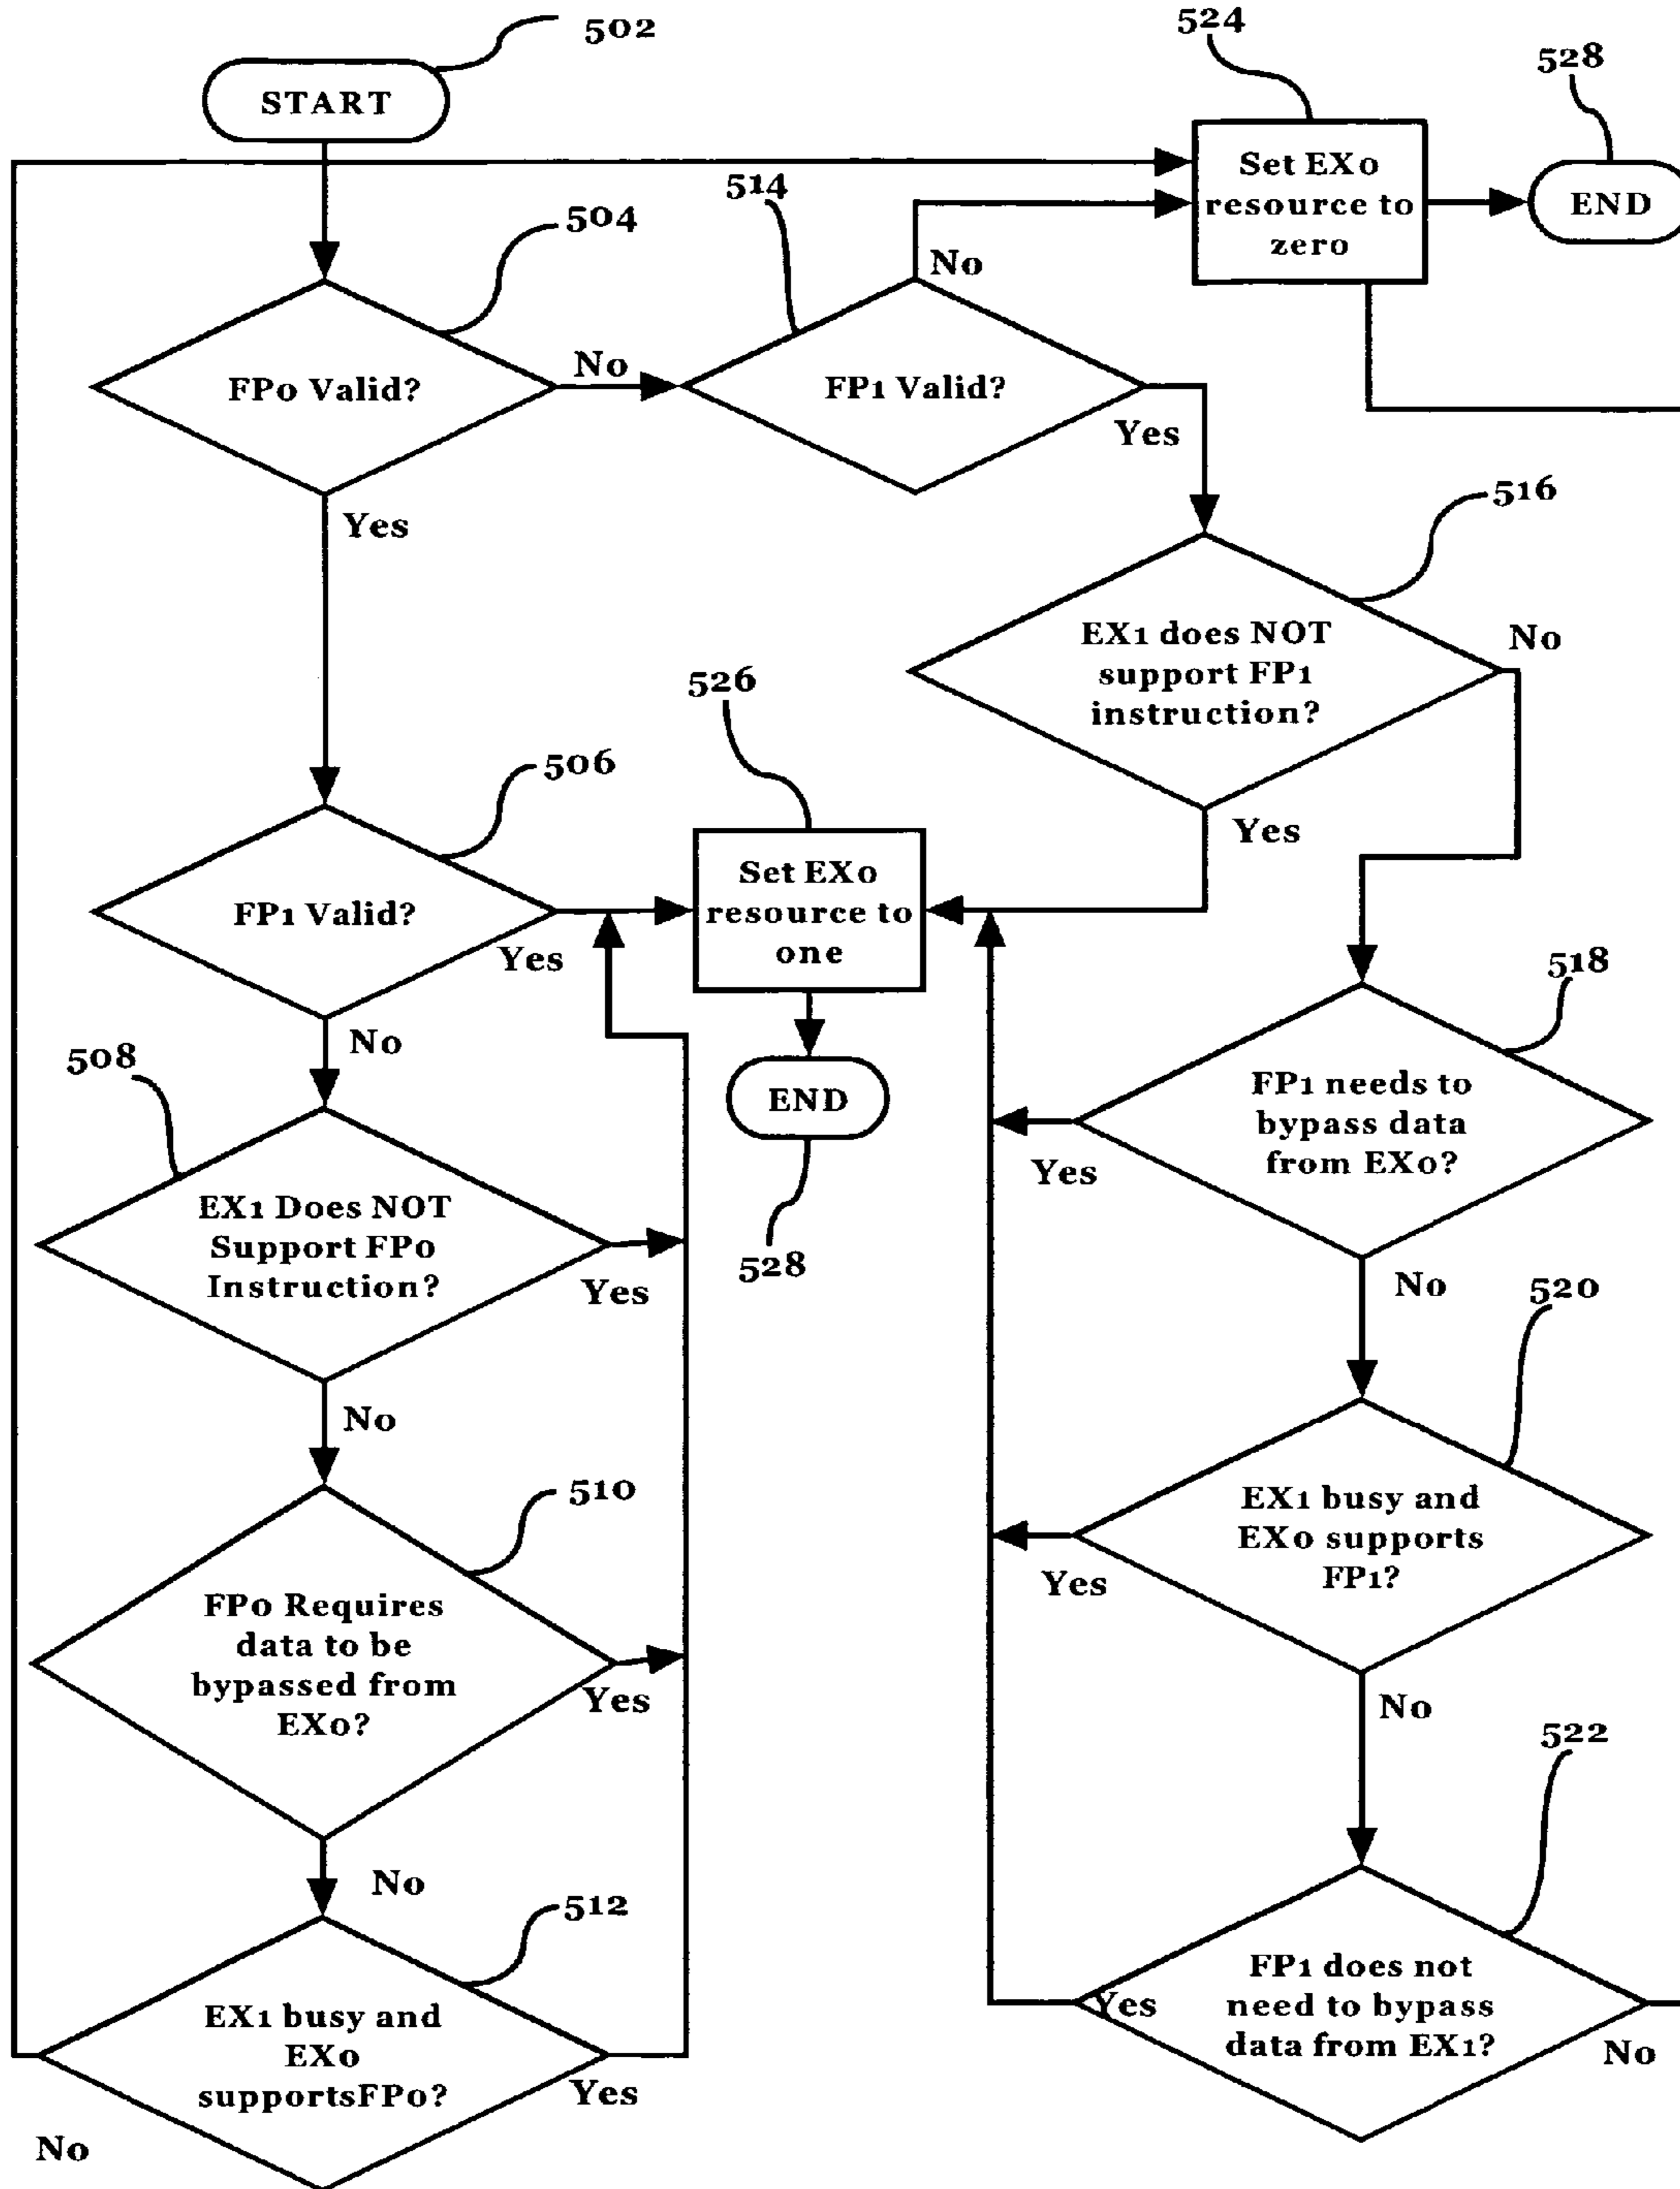 502
START
524
Set EX0
resource to
zero
528
END
514
504
No
FP0 Valid?
No
FP1 Valid?
Yes
Yes
516
EX1 does NOT
support FP1
instruction?
No
Yes
526
Set EX0
resource to
one
506
FP1 Valid?
Yes
No
END
528
518
FP1 needs to
bypass data
from EX0?
Yes
No
508
EX1 Does NOT
Support FP0
Instruction?
Yes
No
520
EX1 busy and
EX0 supports
FP1?
Yes
No
510
FP0 Requires
data to be
bypassed from
EX0?
Yes
No
522
FP1 does not
need to bypass
data from EX1?
Yes
No
512
EX1 busy and
EX0
supportsFP0?
Yes
No